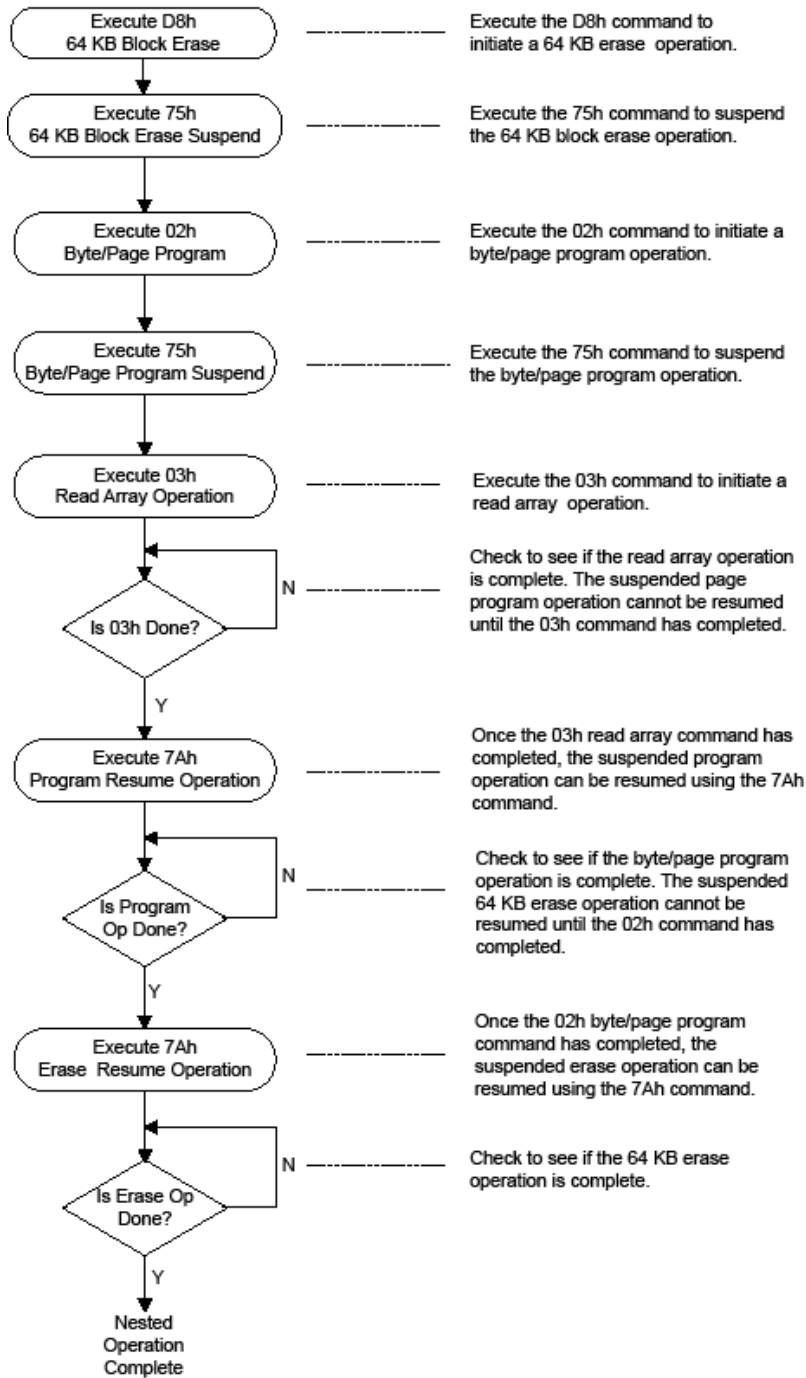 Execute D8h
64 KB Block Erase
Execute the D8h command to
initiate a 64 KB erase operation.
Execute 75h
64 KB Block Erase Suspend
Execute the 75h command to suspend
the 64 KB block erase operation.
Execute 02h
Byte/Page Program
Execute the 02h command to initiate a
byte/page program operation.
Execute 75h
Byte/Page Program Suspend
Execute the 75h command to suspend
the byte/page program operation.
Execute 03h
Read Array Operation
Execute the 03h command to initiate a
read array operation.
Is 03h Done?
N
Check to see if the read array operation
is complete. The suspended page
program operation cannot be resumed
until the 03h command has completed.
Y
Execute 7Ah
Program Resume Operation
Once the 03h read array command has
completed, the suspended program
operation can be resumed using the 7Ah
command.
Is Program
Op Done?
N
Check to see if the byte/page program
operation is complete. The suspended
64 KB erase operation cannot be
resumed until the 02h command has
completed.
Y
Execute 7Ah
Erase Resume Operation
Once the 02h byte/page program
command has completed, the
suspended erase operation can be
resumed using the 7Ah command.
Is Erase Op
Done?
N
Check to see if the 64 KB erase
operation is complete.
Y
Nested
Operation
Complete